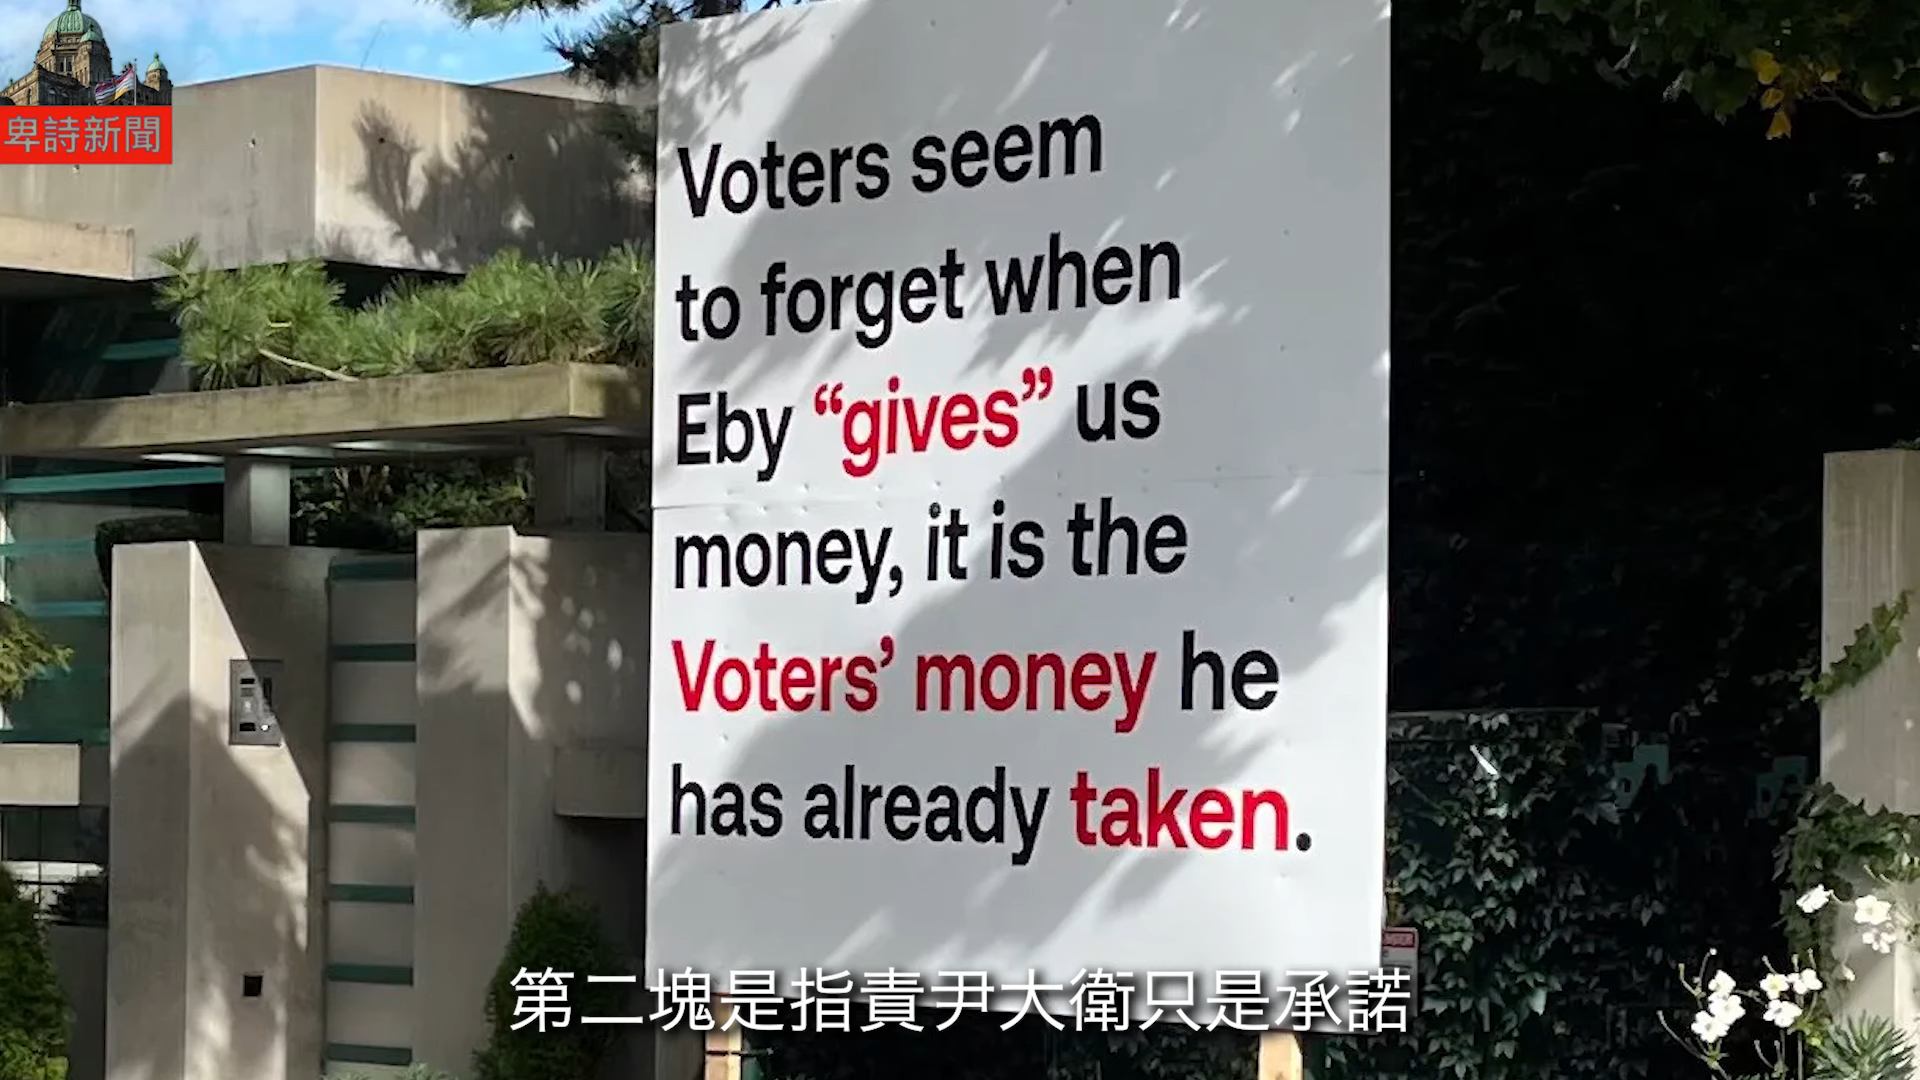 卑詩新聞
Voters seem
to forget when
Eby “gives” us
money, it is the
Voters’ money he
has already taken.
第二塊是指責尹大衛只是承諾